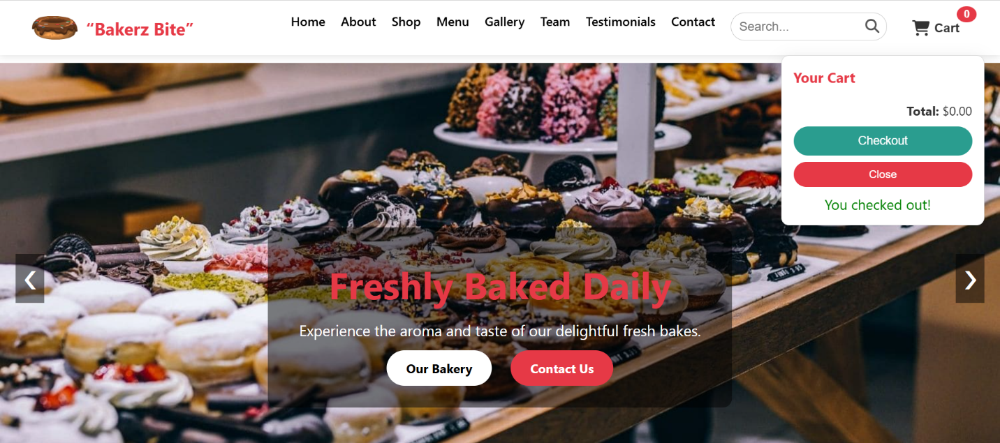 “Bakerz Bite”
Home About Shop Menu Gallery Team Testimonials Contact
Search...
Cart
0
Your Cart
Total: $0.00
Checkout
Close
You checked out!
Freshly Baked Daily
Experience the aroma and taste of our delightful fresh bakes.
Our Bakery
Contact Us
❮
❯